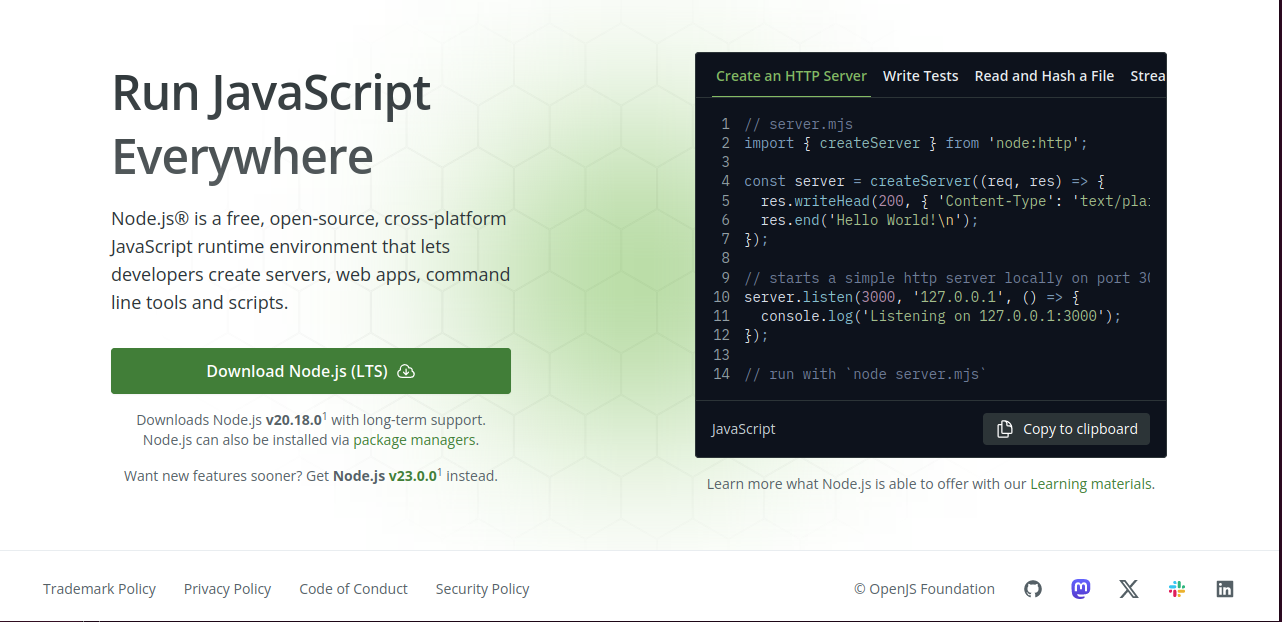 Run JavaScript
Everywhere
Node.js® is a free, open-source, cross-platform
JavaScript runtime environment that lets
developers create servers, web apps, command
line tools and scripts.
Download Node.js (LTS)
Downloads Node.js v20.18.0¹ with long-term support.
Node.js can also be installed via package managers.
Want new features sooner? Get Node.js v23.0.0¹ instead.
Create an HTTP Server Write Tests Read and Hash a File Strea
1 // server.mjs
2 import { createServer } from 'node:http';
3
4 const server = createServer((req, res) => {
5   res.writeHead(200, { 'Content-Type': 'text/plai
6   res.end('Hello World!\n');
7 });
8
9 // starts a simple http server locally on port 30
10 server.listen(3000, '127.0.0.1', () => {
11   console.log('Listening on 127.0.0.1:3000');
12 });
13
14 // run with `node server.mjs`
JavaScript Copy to clipboard
Learn more what Node.js is able to offer with our Learning materials.
Trademark Policy Privacy Policy Code of Conduct Security Policy © OpenJS Foundation